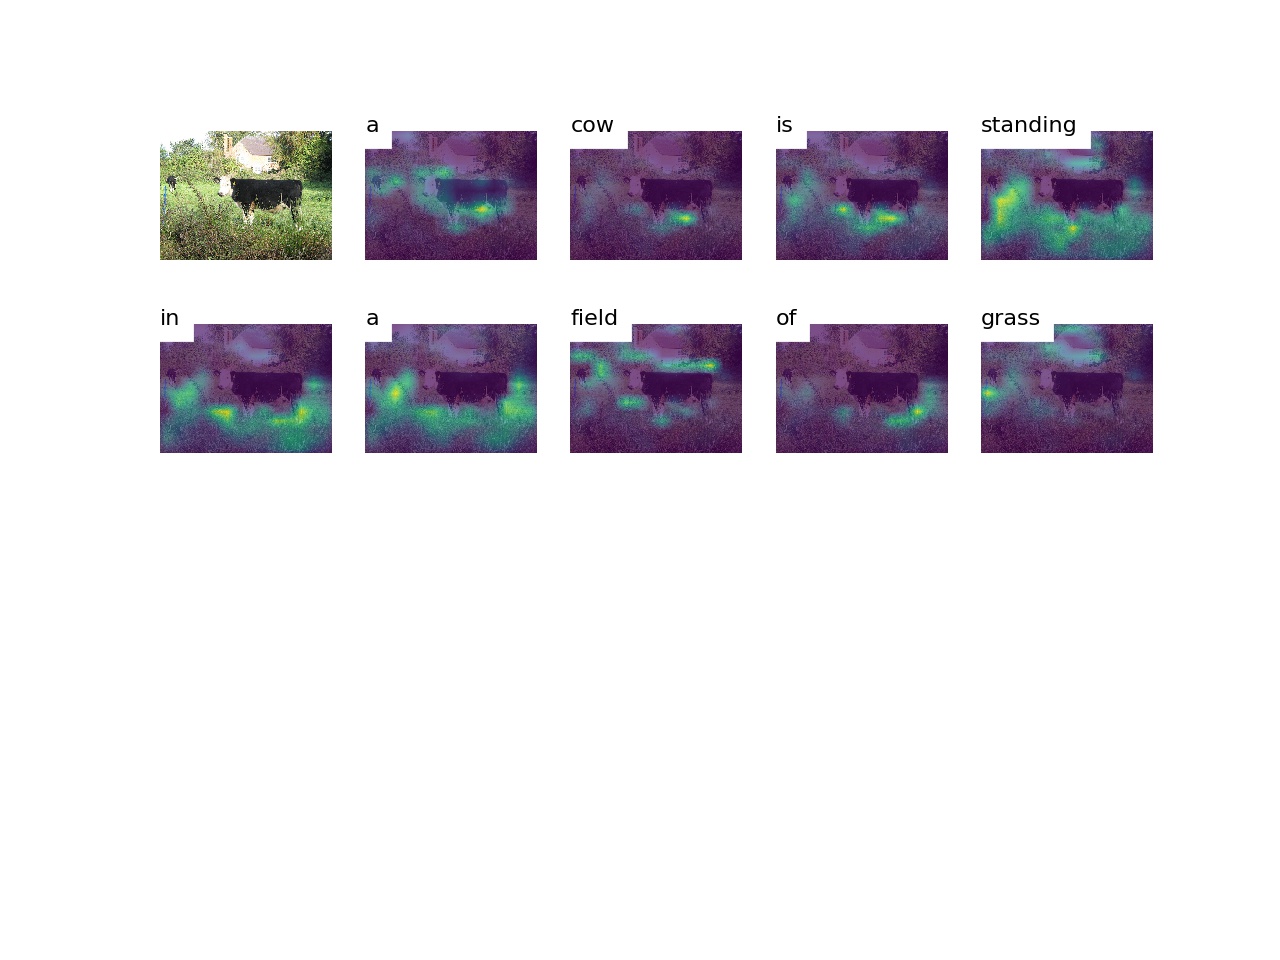 a cow is standing
in a field of grass